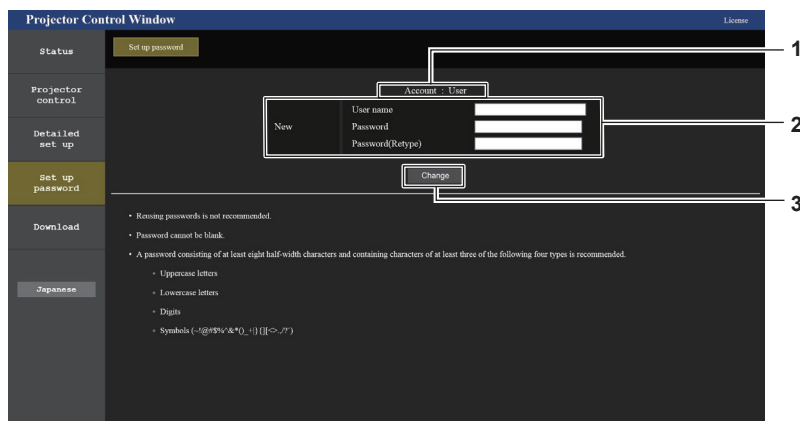 Projector Control Window
License
Status
Set up password
1
Projector
control
Account : User
User name
New
Password
2
Password(Retype)
Detailed
set up
Set up
password
Change
3
Download
• Reusing passwords is not recommended.
• Password cannot be blank.
• A password consisting of at least eight half-width characters and containing characters of at least three of the following four types is recommended.
Uppercase letters
Lowercase letters
Digits
Symbols (~!@#$%^&*()_+|}{][<>.,/?`)
Japanese